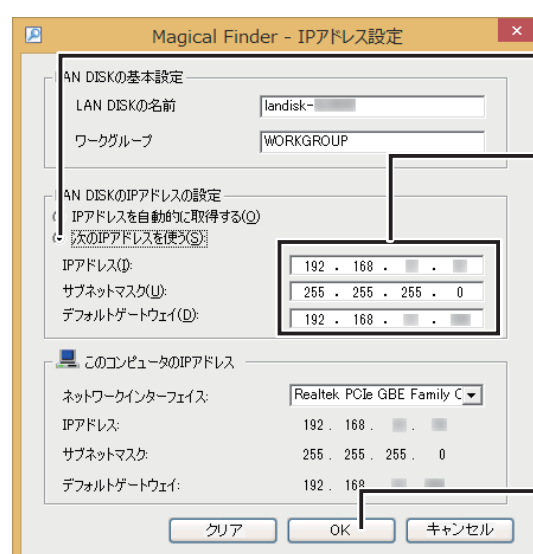 Magical Finder - IPアドレス設定
LAN DISKの基本設定
LAN DISKの名前 landisk-
ワークグループ WORKGROUP
LAN DISKのIPアドレスの設定
IPアドレスを自動的に取得する(O)
次のIPアドレスを使う(S):
IPアドレス(I): 192 . 168 . .
サブネットマスク(U): 255 . 255 . 255 . 0
デフォルトゲートウェイ(D): 192 . 168 . .
このコンピュータのIPアドレス
ネットワークインターフェイス: Realtek PCIe GBE Family C
IPアドレス: 192 . 168 . .
サブネットマスク: 255 . 255 . 255 . 0
デフォルトゲートウェイ: 192 . 168
クリア OK キャンセル